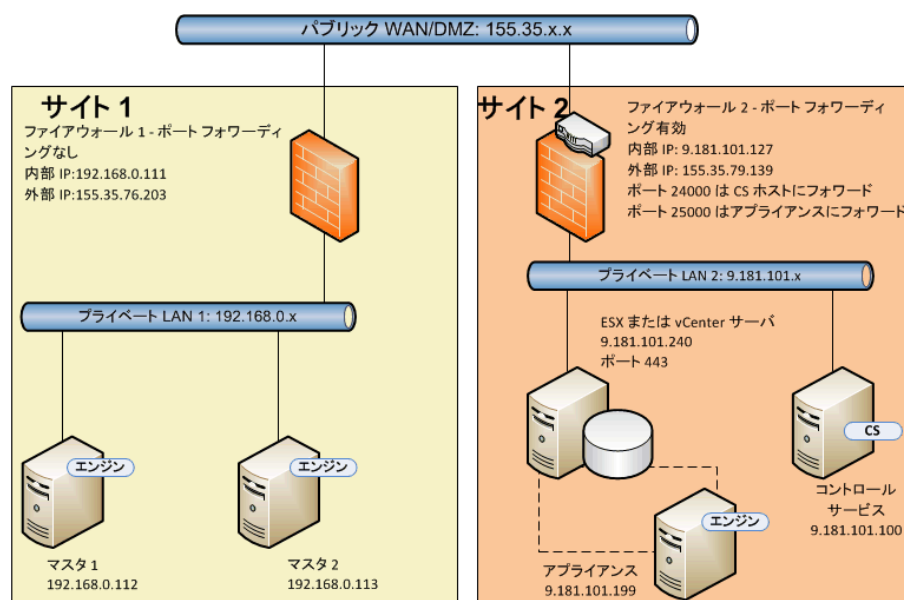 パブリック WAN/DMZ: 155.35.x.x
サイト 1
ファイアウォール 1 - ポート フォワーディ
ングなし
内部 IP:192.168.0.111
外部 IP:155.35.76.203
プライベート LAN 1: 192.168.0.x
エンジン
マスタ 1
192.168.0.112
エンジン
マスタ 2
192.168.0.113
サイト 2
ファイアウォール 2 - ポート フォワーディ
ング有効
内部 IP: 9.181.101.127
外部 IP: 155.35.79.139
ポート 24000 は CS ホストにフォワード
ポート 25000 はアプライアンスにフォワード
プライベート LAN 2: 9.181.101.x
ESX または vCenter サーバ
9.181.101.240
ポート 443
CS
コントロール
サービス
9.181.101.100
エンジン
アプライアンス
9.181.101.199